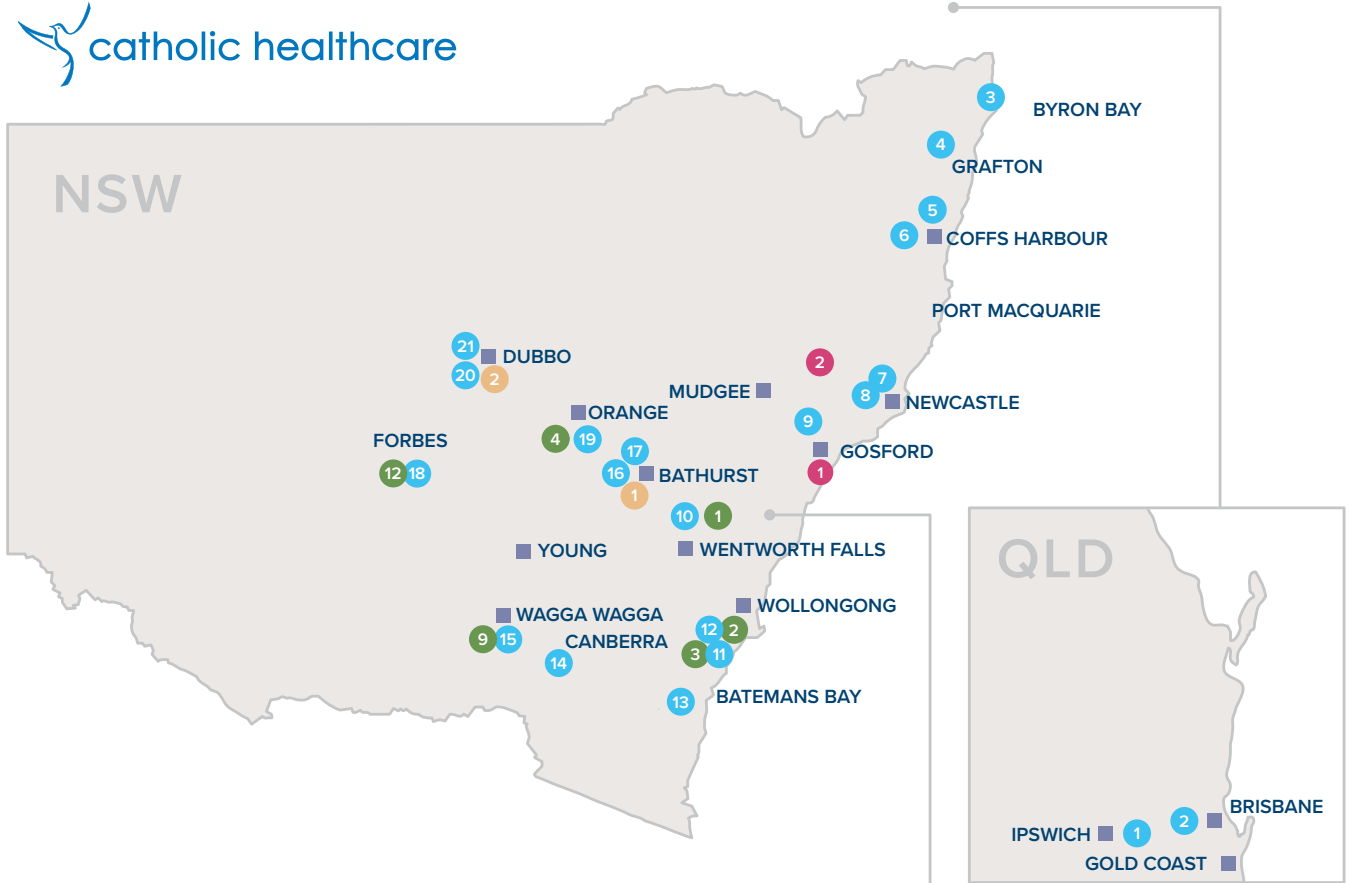 catholic healthcare
NSW
3
BYRON BAY
4
GRAFTON
5
6
COFFS HARBOUR
PORT MACQUARIE
21
DUBBO
20
2
2
MUDGEE
7
8
NEWCASTLE
ORANGE
4
19
9
FORBES
12
18
17
16
BATHURST
1
GOSFORD
1
10
1
YOUNG
WENTWORTH FALLS
WOLLONGONG
WAGGA WAGGA
9
15
CANBERRA
14
12
2
3
11
13
BATEMANS BAY
QLD
BRISBANE
2
IPSWICH
1
GOLD COAST